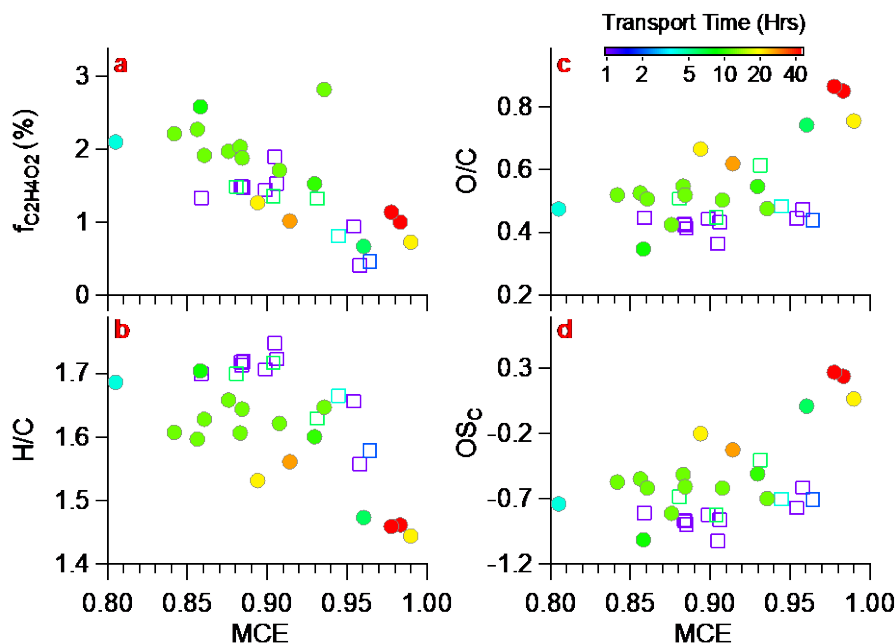 Transport Time (Hrs)
1 2 5 10 20 40
a
3
2
1
0
fC2H4O2 (%)
c
0.8
0.6
0.4
0.2
O/C
b
1.7
1.6
1.5
1.4
H/C
0.80 0.85 0.90 0.95 1.00
MCE
d
0.3
-0.2
-0.7
-1.2
OSC
0.80 0.85 0.90 0.95 1.00
MCE